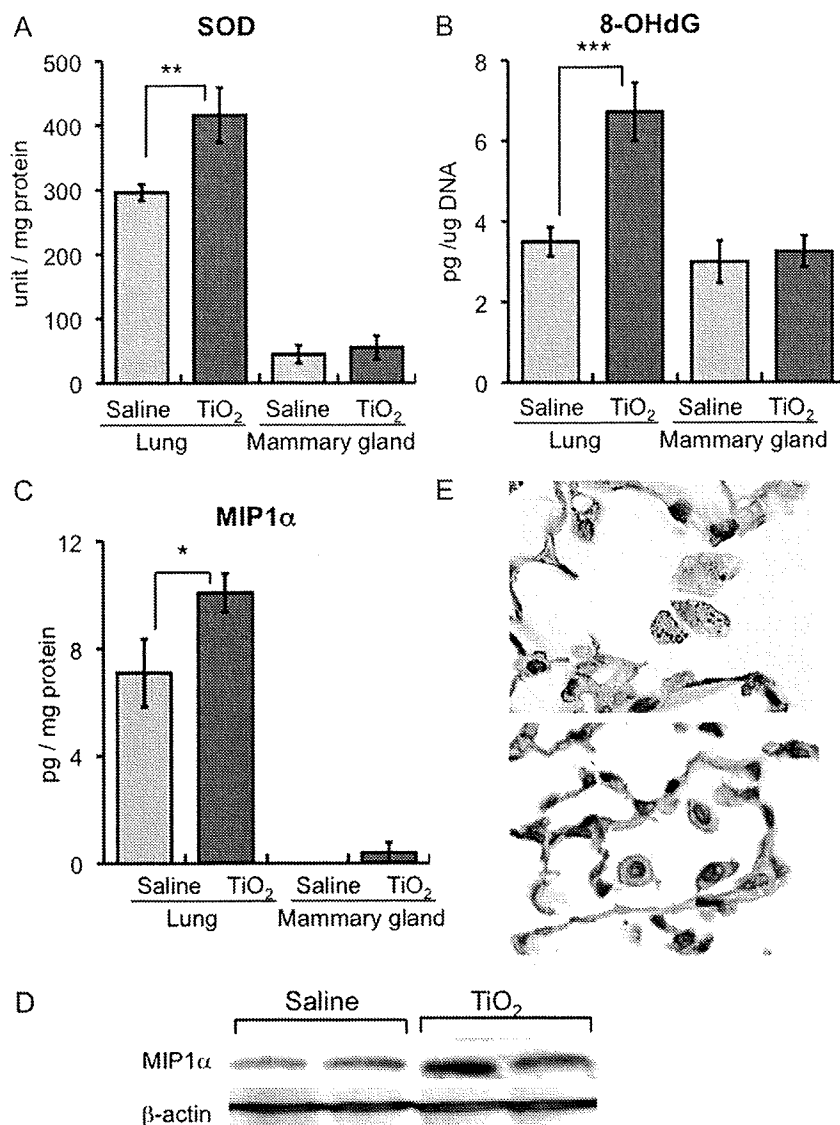 A
SOD
unit / mg protein
500
400
300
200
100
0
**
Saline TiO₂ Saline TiO₂
Lung Mammary gland
B
8-OHdG
pg /ug DNA
8
6
4
2
0
***
Saline TiO₂ Saline TiO₂
Lung Mammary gland
C
MIP1α
pg / mg protein
12
8
4
0
*
Saline TiO₂ Saline TiO₂
Lung Mammary gland
E
D
Saline TiO₂
MIP1α
β-actin